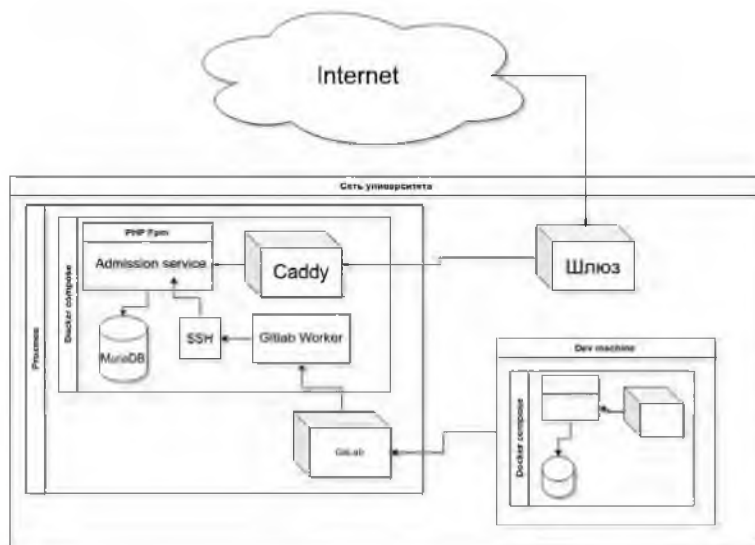 Internet
Сеть университета
Proxmox
Docker compose
PHP Fpm
Admission service
Caddy
Шлюз
MariaDB
SSH
Gitlab Worker
GitLab
Dev machine
Docker compose